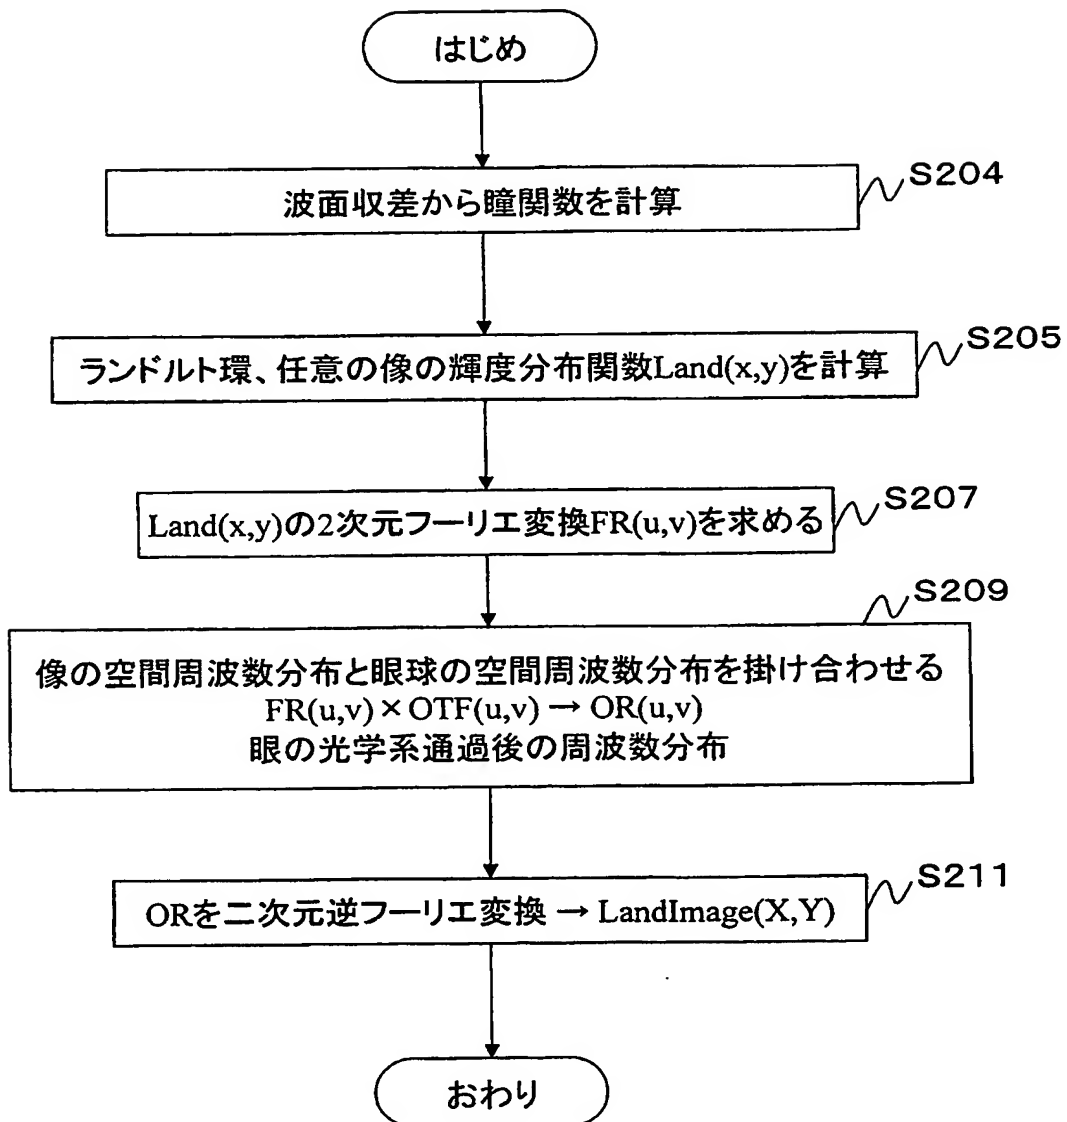 はじめ
波面収差から瞳関数を計算
S204
ランドルト環、任意の像の輝度分布関数Land(x,y)を計算
S205
Land(x,y)の2次元フーリエ変換FR(u,v)を求める
S207
S209
像の空間周波数分布と眼球の空間周波数分布を掛け合わせる
FR(u,v) × OTF(u,v) → OR(u,v)
眼の光学系通過後の周波数分布
ORを二次元逆フーリエ変換 → LandImage(X,Y)
S211
おわり